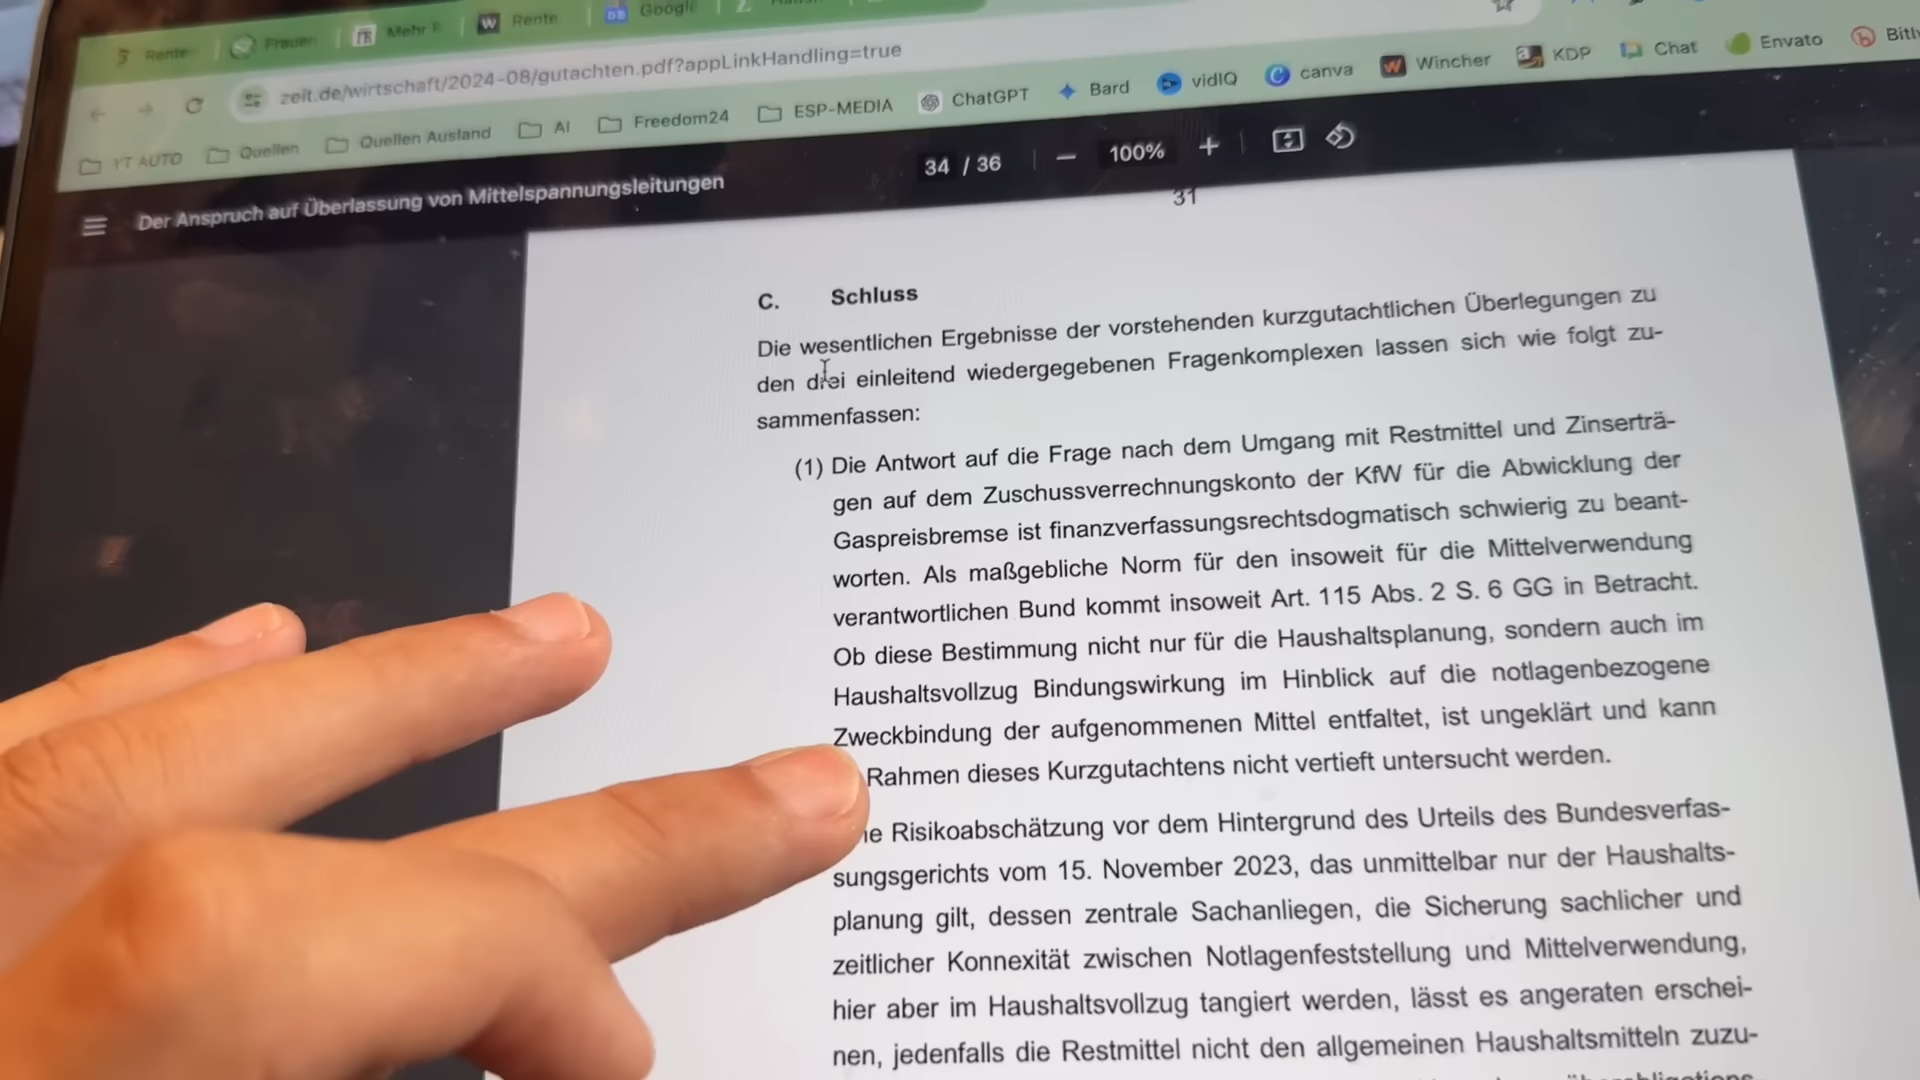 Rente
Frauen
Mehr R
Rente
Googl
zeit.de/wirtschaft/2024-08/gutachten.pdf?appLinkHandling=true
YT AUTO
Quellen
Quellen Ausland
AI
Freedom24
ESP-MEDIA
ChatGPT
Bard
vidIQ
canva
Wincher
KDP
Chat
Envato
Der Anspruch auf Überlassung von Mittelspannungsleitungen
34 / 36
100%
31
C. Schluss
Die wesentlichen Ergebnisse der vorstehenden kurzgutachtlichen Überlegungen zu
den drei einleitend wiedergegebenen Fragenkomplexen lassen sich wie folgt zu-
sammenfassen:
(1) Die Antwort auf die Frage nach dem Umgang mit Restmittel und Zinserträ-
gen auf dem Zuschussverrechnungskonto der KfW für die Abwicklung der
Gaspreisbremse ist finanzverfassungsrechtsdogmatisch schwierig zu beant-
worten. Als maßgebliche Norm für den insoweit für die Mittelverwendung
verantwortlichen Bund kommt insoweit Art. 115 Abs. 2 S. 6 GG in Betracht.
Ob diese Bestimmung nicht nur für die Haushaltsplanung, sondern auch im
Haushaltsvollzug Bindungswirkung im Hinblick auf die notlagenbezogene
Zweckbindung der aufgenommenen Mittel entfaltet, ist ungeklärt und kann
Rahmen dieses Kurzgutachtens nicht vertieft untersucht werden.
Risikoabschätzung vor dem Hintergrund des Urteils des Bundesverfas-
sungsgerichts vom 15. November 2023, das unmittelbar nur der Haushalts-
planung gilt, dessen zentrale Sachanliegen, die Sicherung sachlicher und
zeitlicher Konnexität zwischen Notlagenfeststellung und Mittelverwendung,
hier aber im Haushaltsvollzug tangiert werden, lässt es angeraten erschei-
nen, jedenfalls die Restmittel nicht den allgemeinen Haushaltsmitteln zuzu-